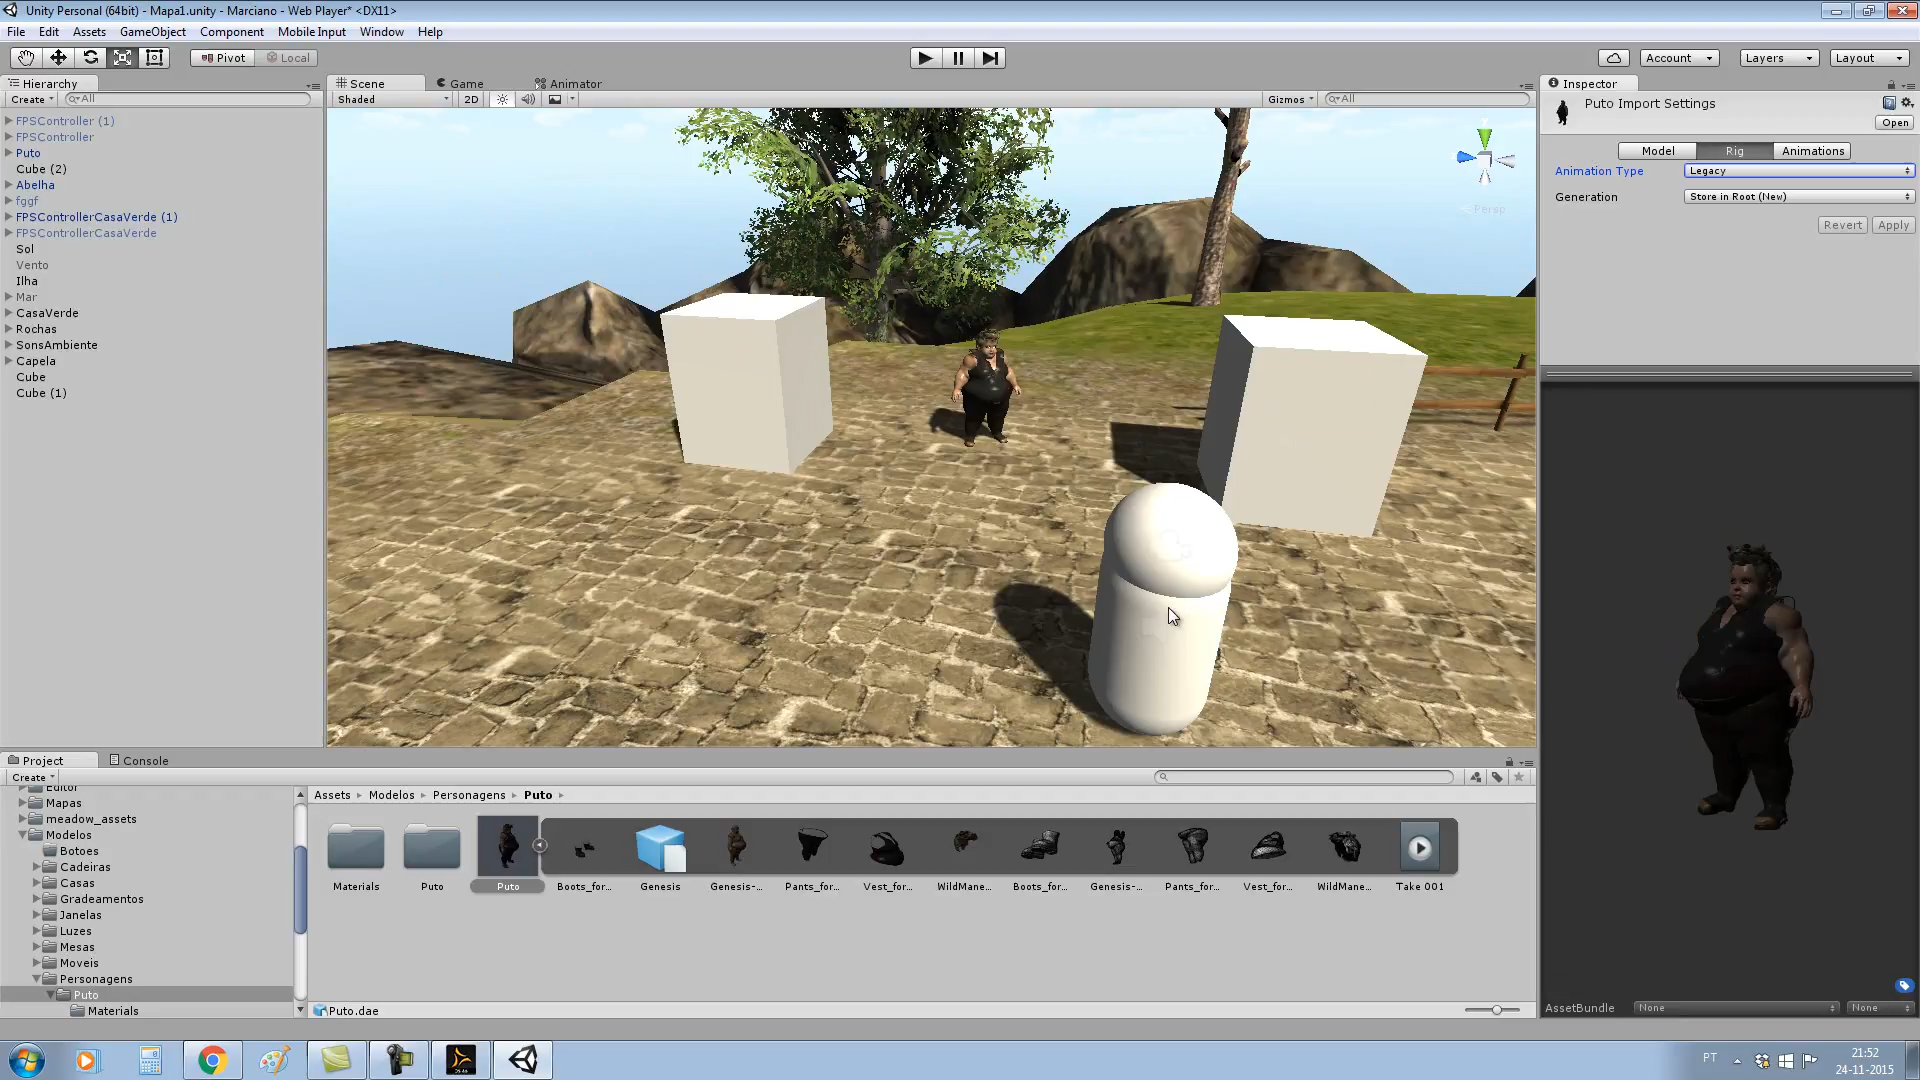 Unity Personal (64bit) - Mapa1.unity - Marciano - Web Player* <DX11>
File Edit Assets GameObject Component Mobile Input Window Help
Pivot Local Account Layers Layout
Hierarchy
Create All
FPSController (1)
FPSController
Puto
Cube (2)
Abelha
fggf
FPSControllerCasaVerde (1)
FPSControllerCasaVerde
Sol
Vento
Ilha
Mar
CasaVerde
Rochas
SonsAmbiente
Capela
Cube
Cube (1)
Scene Game Animator
Shaded 2D Gizmos All
Persp
Inspector
Puto Import Settings
Open
Model Rig Animations
Animation Type Legacy
Generation Store in Root (New)
Revert Apply
Project Console
Create
Editor
Mapas
meadow_assets
Modelos
Botoes
Cadeiras
Casas
Gradeamentos
Janelas
Luzes
Mesas
Moveis
Personagens
Puto
Materials
Assets Modelos Personagens Puto
Materials Puto Puto Boots_for... Genesis Genesis-... Pants_for... Vest_for... WildMane... Boots_for... Genesis-... Pants_for... Vest_for... WildMane... Take 001
Puto.dae
AssetBundle None None
PT
21:52
24-11-2015